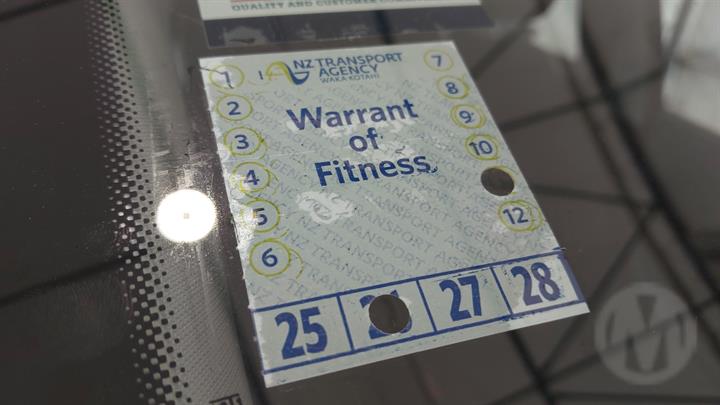 QUALITY AND CUSTOMER
NZ TRANSPORT
AGENCY
WAKA KOTAHI
Warrant
of
Fitness
1
2
3
4
5
6
7
8
9
10
12
25 27 28